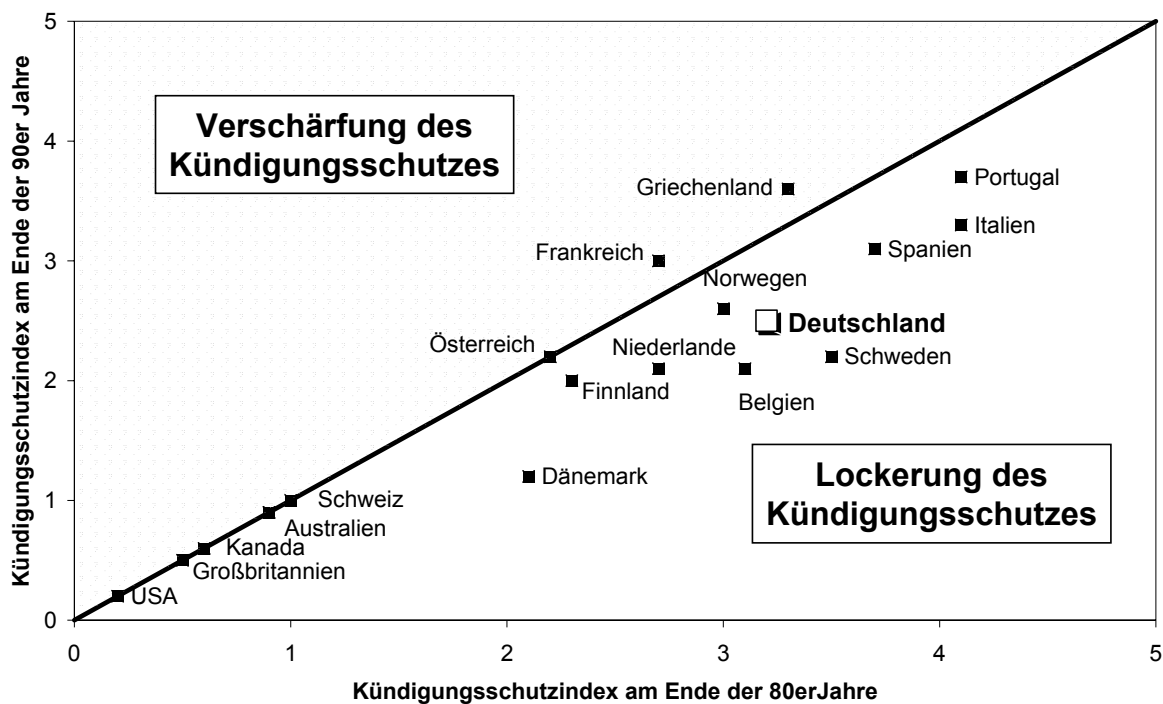 Kündigungsschutzindex am Ende der 90er Jahre
5
4
3
2
1
0
Verschärfung des
Kündigungsschutzes
Griechenland
Portugal
Italien
Spanien
Frankreich
Norwegen
Deutschland
Österreich
Niederlande
Schweden
Finnland
Belgien
Dänemark
Lockerung des
Kündigungsschutzes
Schweiz
Australien
Kanada
Großbritannien
USA
0 1 2 3 4 5
Kündigungsschutzindex am Ende der 80erJahre